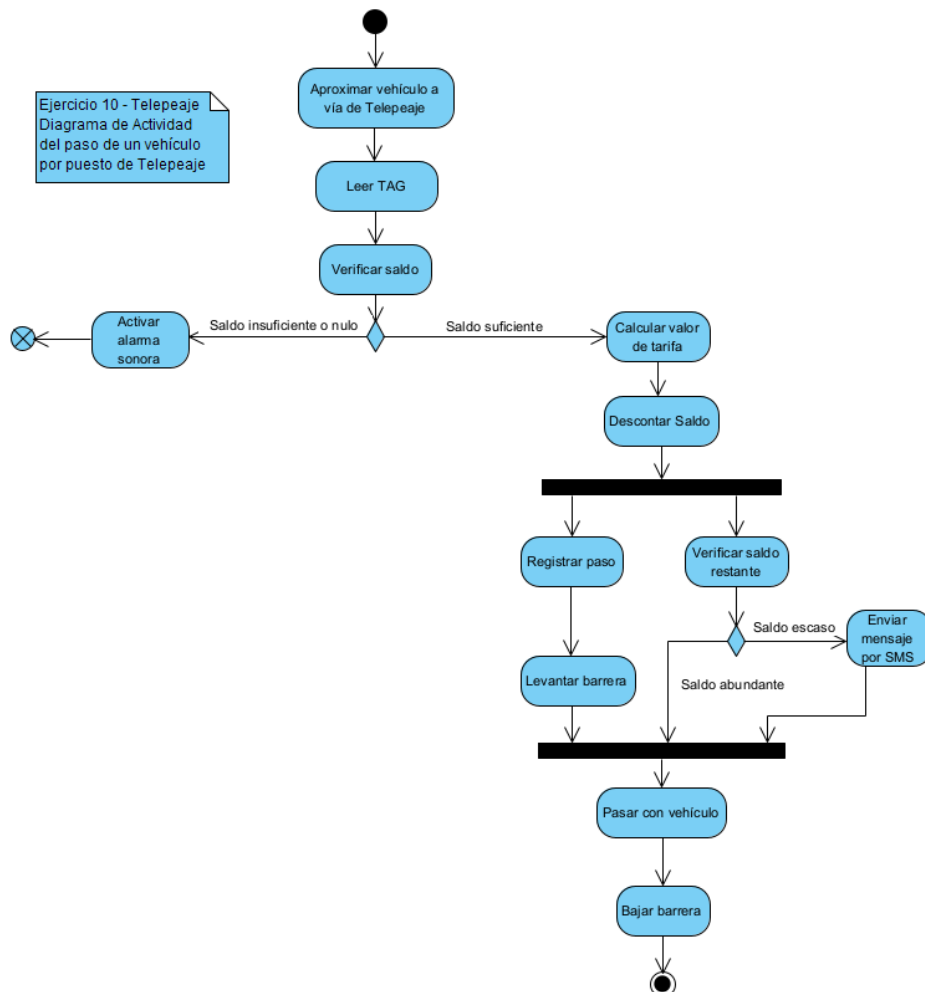 Ejercicio 10 - Telepeaje
Diagrama de Actividad
del paso de un vehículo
por puesto de Telepeaje
Aproximar vehículo a
vía de Telepeaje
Leer TAG
Verificar saldo
Saldo insuficiente o nulo
Saldo suficiente
Activar
alarma
sonora
Calcular valor
de tarifa
Descontar Saldo
Registrar paso
Verificar saldo
restante
Saldo escaso
Enviar
mensaje
por SMS
Levantar barrera
Saldo abundante
Pasar con vehículo
Bajar barrera